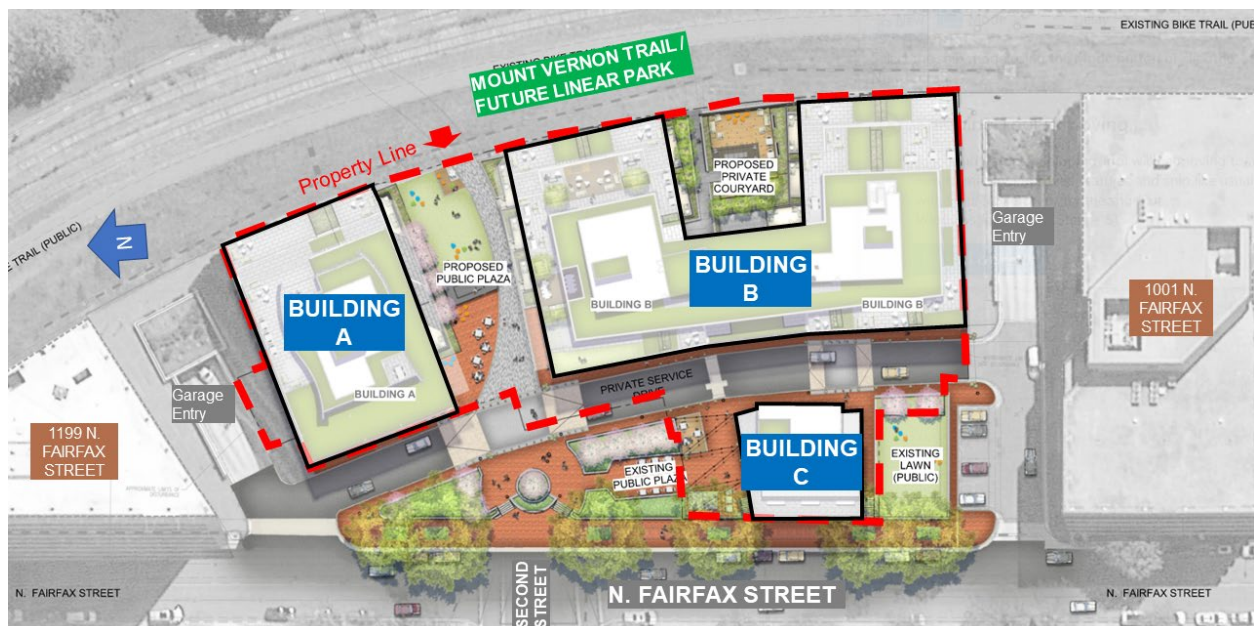 EXISTING BIKE TRAIL (PUB
EXISTING BIKE TRAIL
MOUNT VERNON TRAIL /
FUTURE LINEAR PARK
Property Line
E TRAIL (PUBLIC)
N
PROPOSED
PUBLIC PLAZA
PROPOSED
PRIVATE
COURYARD
Garage
Entry
BUILDING
A
BUILDING A
BUILDING
B
BUILDING B
BUILDING B
1001 N.
FAIRFAX
STREET
Garage
Entry
1199 N.
FAIRFAX
STREET
PRIVATE SERVICE
DRIVE
EXISTING
PUBLIC PLAZA
BUILDING
C
EXISTING
LAWN
(PUBLIC)
N. FAIRFAX STREET
SECOND
STREET
N. FAIRFAX STREET
N. FAIRFAX STREET